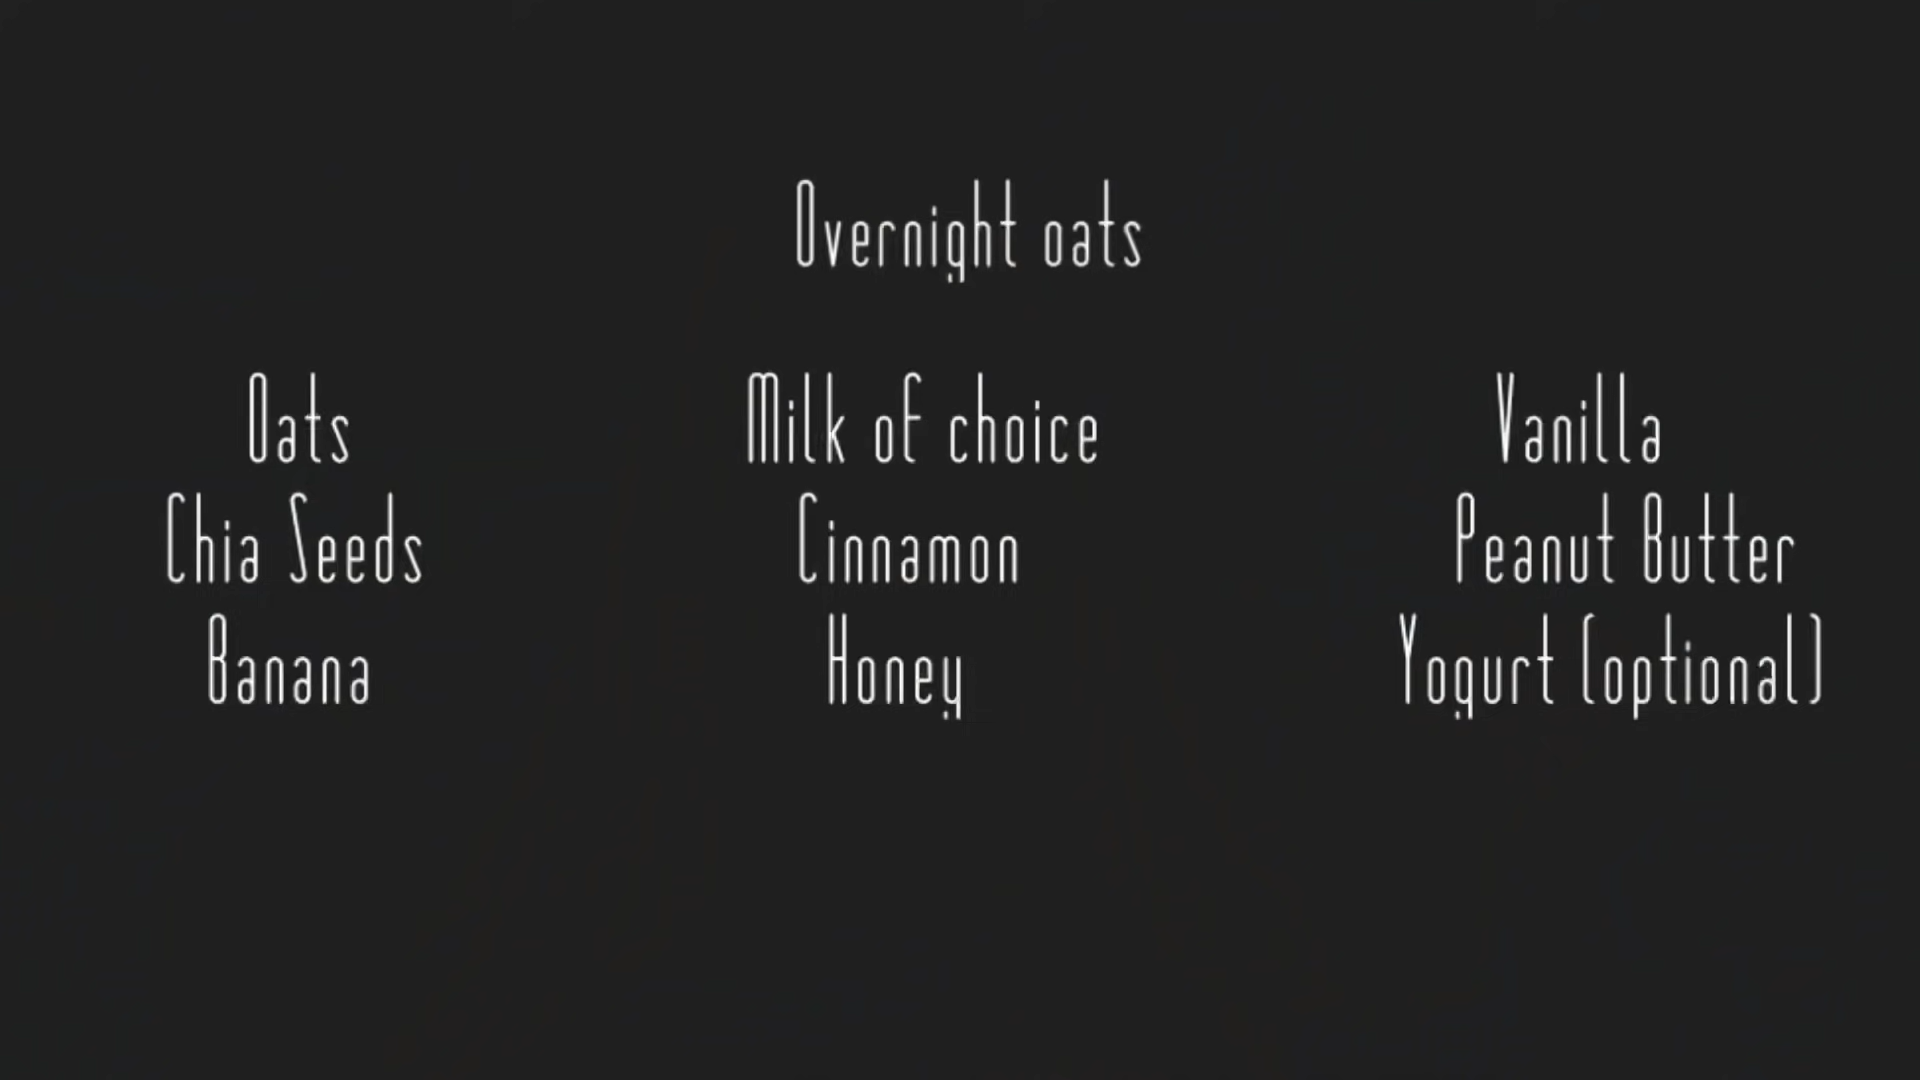 Overnight oats
Oats
Chia Seeds
Banana
Milk of choice
Cinnamon
Honey
Vanilla
Peanut Butter
Yogurt (optional)